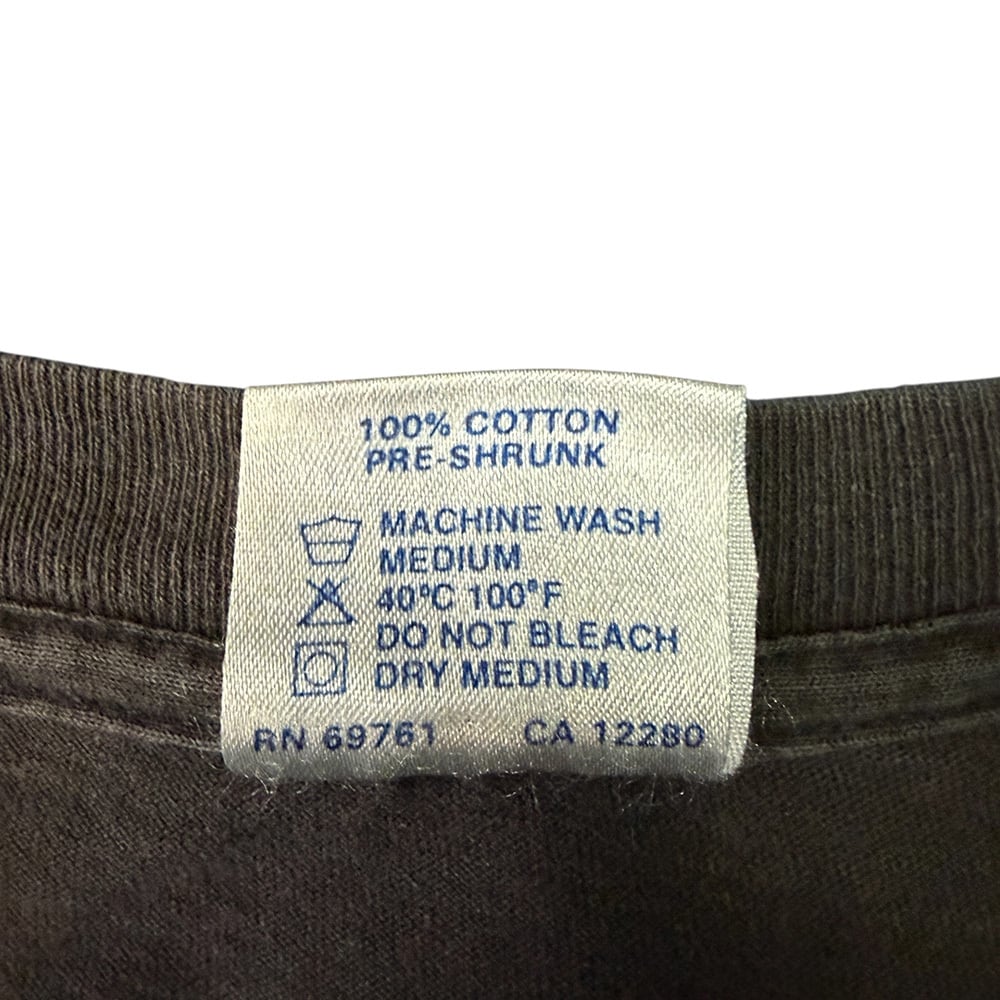 100% COTTON
PRE-SHRUNK
MACHINE WASH
MEDIUM
40°C 100°F
DO NOT BLEACH
DRY MEDIUM
RN 69761 CA 12280